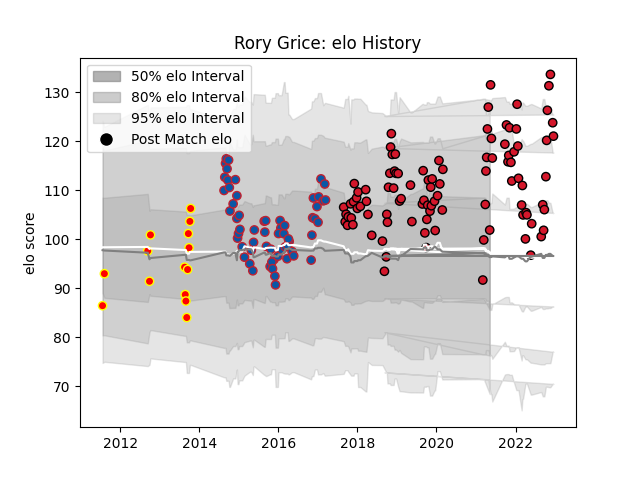 Rory Grice: elo History
50% elo Interval
80% elo Interval
95% elo Interval
Post Match elo
elo score
130
120
110
100
90
80
70
2012 2014 2016 2018 2020 2022